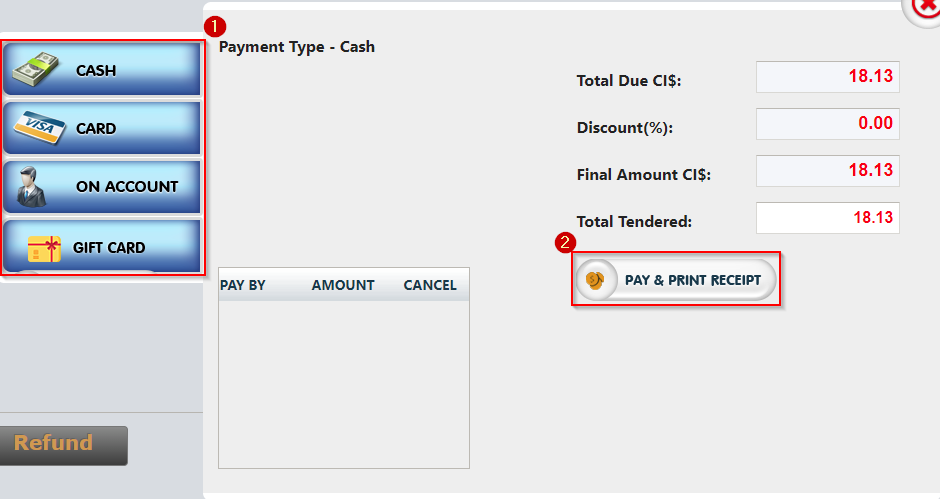 1
Payment Type - Cash
CASH
VISA
CARD
ON ACCOUNT
GIFT CARD
Total Due CI$: 18.13
Discount(%): 0.00
Final Amount CI$: 18.13
Total Tendered: 18.13
2
PAY & PRINT RECEIPT
PAY BY AMOUNT CANCEL
Refund